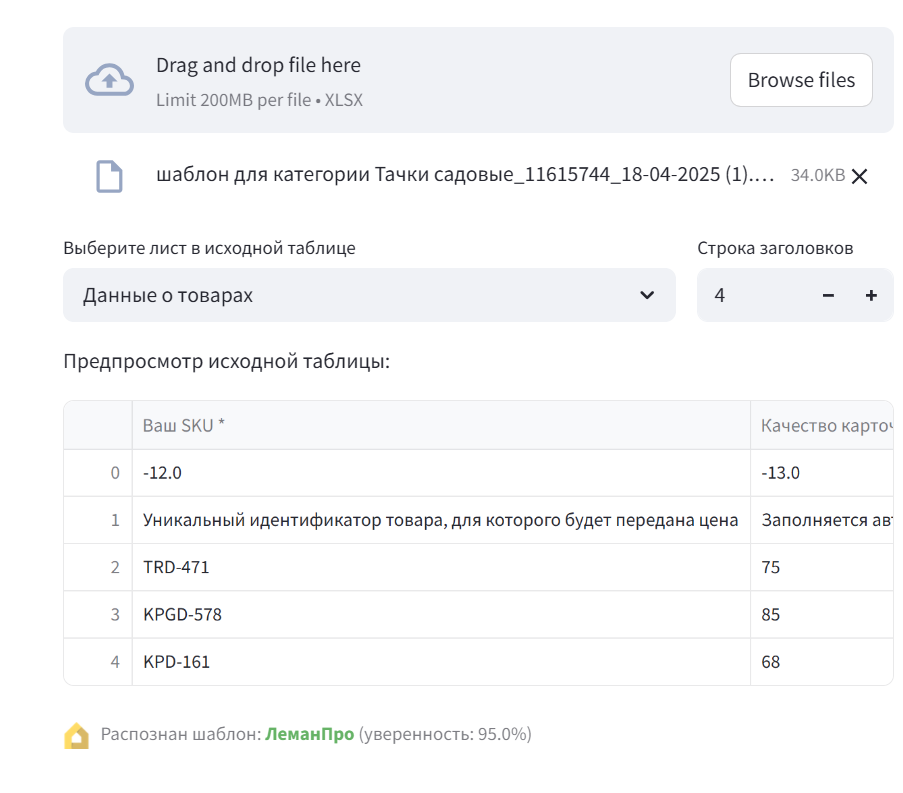 Drag and drop file here
Limit 200MB per file • XLSX
Browse files
шаблон для категории Тачки садовые_11615744_18-04-2025 (1).... 34.0KB
Выберите лист в исходной таблице
Строка заголовков
Данные о товарах
4
Предпросмотр исходной таблицы:
Ваш SKU * Качество
0 -12.0 -13.0
1 Уникальный идентификатор товара, для которого будет передана цена Заполняется
2 TRD-471 75
3 KPGD-578 85
4 KPD-161 68
Распознан шаблон: ЛеманПро (уверенность: 95.0%)